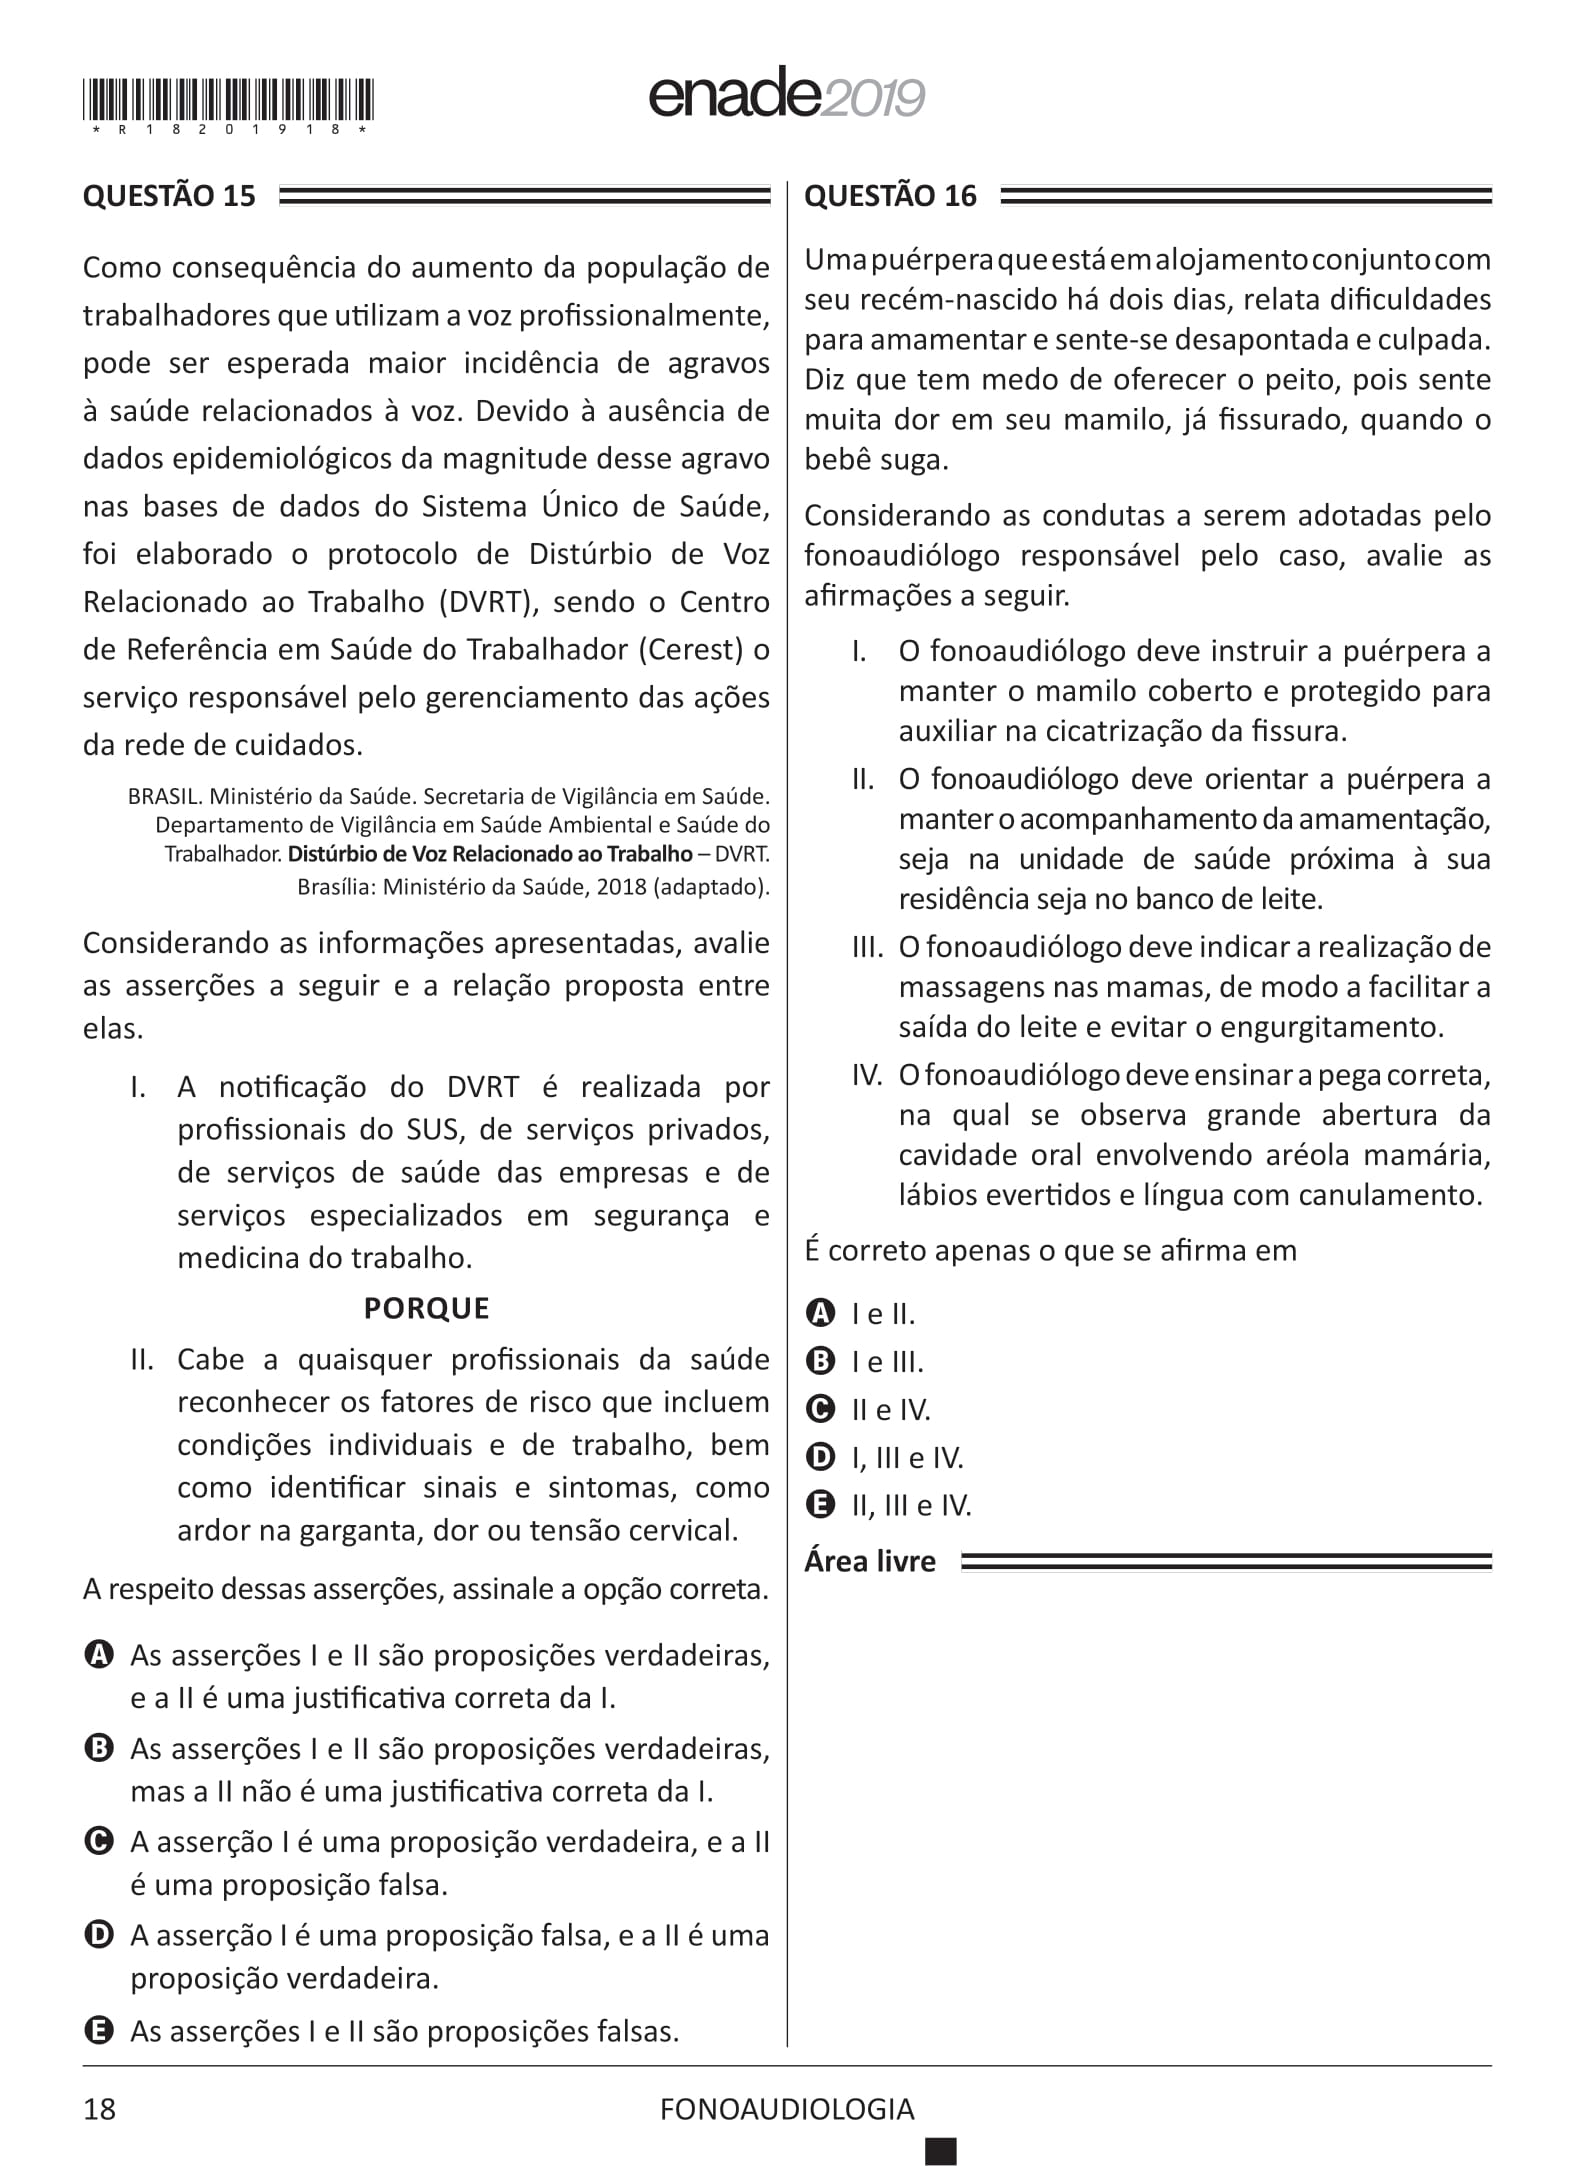 *R18201918*
enade2019
QUESTÃO 15
Como consequência do aumento da população de
trabalhadores que utilizam a voz profissionalmente,
pode ser esperada maior incidência de agravos
à saúde relacionados à voz. Devido à ausência de
dados epidemiológicos da magnitude desse agravo
nas bases de dados do Sistema Único de Saúde,
foi elaborado o protocolo de Distúrbio de Voz
Relacionado ao Trabalho (DVRT), sendo o Centro
de Referência em Saúde do Trabalhador (Cerest) o
serviço responsável pelo gerenciamento das ações
da rede de cuidados.
BRASIL. Ministério da Saúde. Secretaria de Vigilância em Saúde.
Departamento de Vigilância em Saúde Ambiental e Saúde do
Trabalhador. Distúrbio de Voz Relacionado ao Trabalho – DVRT.
Brasília: Ministério da Saúde, 2018 (adaptado).
Considerando as informações apresentadas, avalie
as asserções a seguir e a relação proposta entre
elas.
I. A notificação do DVRT é realizada por
profissionais do SUS, de serviços privados,
de serviços de saúde das empresas e de
serviços especializados em segurança e
medicina do trabalho.
PORQUE
II. Cabe a quaisquer profissionais da saúde
reconhecer os fatores de risco que incluem
condições individuais e de trabalho, bem
como identificar sinais e sintomas, como
ardor na garganta, dor ou tensão cervical.
A respeito dessas asserções, assinale a opção correta.
A As asserções I e II são proposições verdadeiras,
e a II é uma justificativa correta da I.
B As asserções I e II são proposições verdadeiras,
mas a II não é uma justificativa correta da I.
C A asserção I é uma proposição verdadeira, e a II
é uma proposição falsa.
D A asserção I é uma proposição falsa, e a II é uma
proposição verdadeira.
E As asserções I e II são proposições falsas.
QUESTÃO 16
Uma puérpera que está em alojamento conjunto com
seu recém-nascido há dois dias, relata dificuldades
para amamentar e sente-se desapontada e culpada.
Diz que tem medo de oferecer o peito, pois sente
muita dor em seu mamilo, já fissurado, quando o
bebê suga.
Considerando as condutas a serem adotadas pelo
fonoaudiólogo responsável pelo caso, avalie as
afirmações a seguir.
I. O fonoaudiólogo deve instruir a puérpera a
manter o mamilo coberto e protegido para
auxiliar na cicatrização da fissura.
II. O fonoaudiólogo deve orientar a puérpera a
manter o acompanhamento da amamentação,
seja na unidade de saúde próxima à sua
residência seja no banco de leite.
III. O fonoaudiólogo deve indicar a realização de
massagens nas mamas, de modo a facilitar a
saída do leite e evitar o engurgitamento.
IV. O fonoaudiólogo deve ensinar a pega correta,
na qual se observa grande abertura da
cavidade oral envolvendo aréola mamária,
lábios evertidos e língua com canulamento.
É correto apenas o que se afirma em
A I e II.
B I e III.
C II e IV.
D I, III e IV.
E II, III e IV.
Área livre
18
FONOAUDIOLOGIA